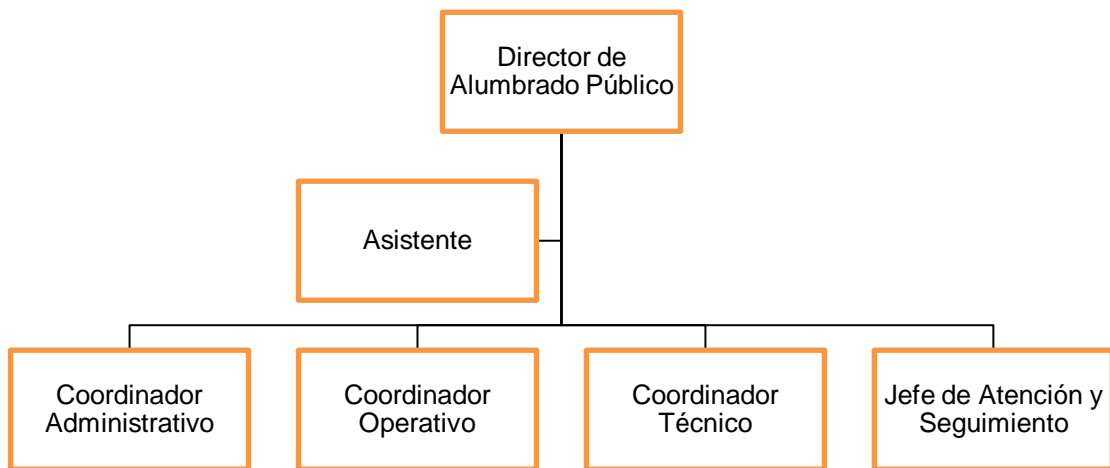 Director de
Alumbrado Público
Asistente
Coordinador
Administrativo
Coordinador
Operativo
Coordinador
Técnico
Jefe de Atención y
Seguimiento